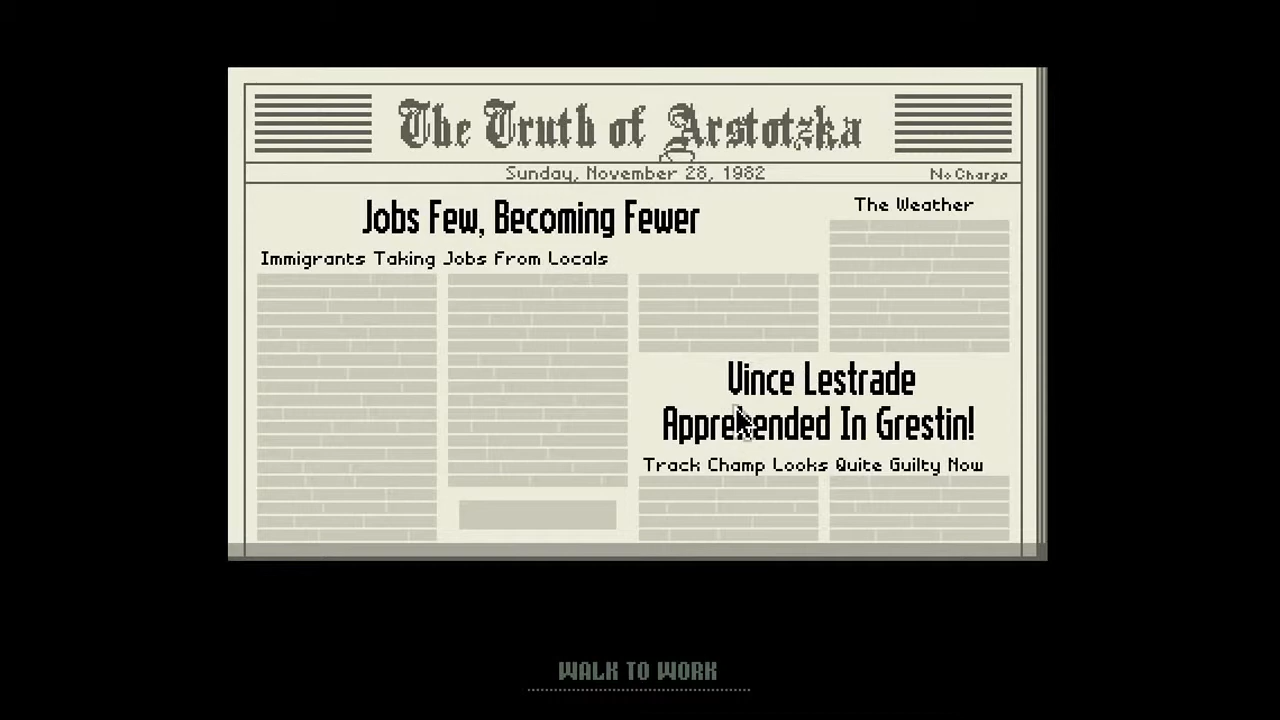 The Truth of Arstotzka
Sunday, November 28, 1982
No Charge
Jobs Few, Becoming Fewer
Immigrants Taking Jobs From Locals
The Weather
Vince Lestrade
Apprehended In Grestin!
Track Champ Looks Quite Guilty Now
WALK TO WORK